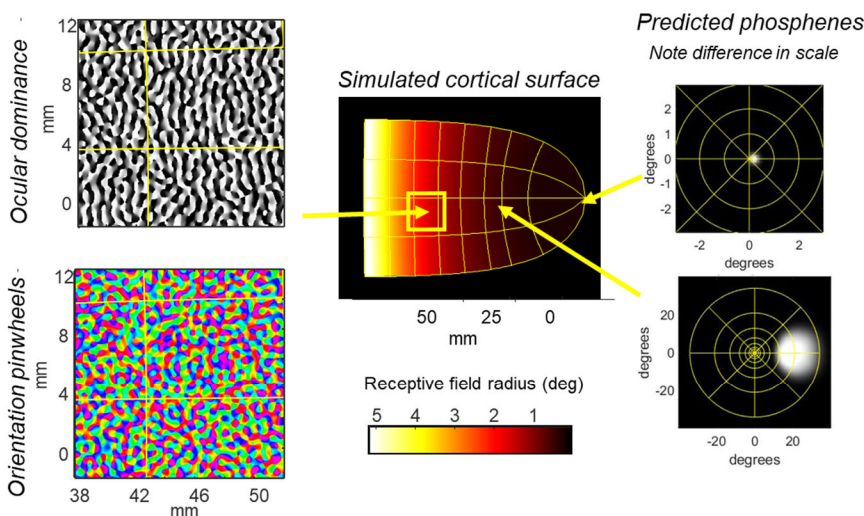 Ocular dominance
12
8
4
0
mm
Orientation pinwheels
12
8
4
0
mm
38 42 46 50
mm
Simulated cortical surface
50 25 0
mm
Receptive field radius (deg)
5 4 3 2 1
Predicted phosphenes
Note difference in scale
2
1
0
-1
-2
degrees
-2 0 2
degrees
20
0
-20
degrees
-20 0 20
degrees